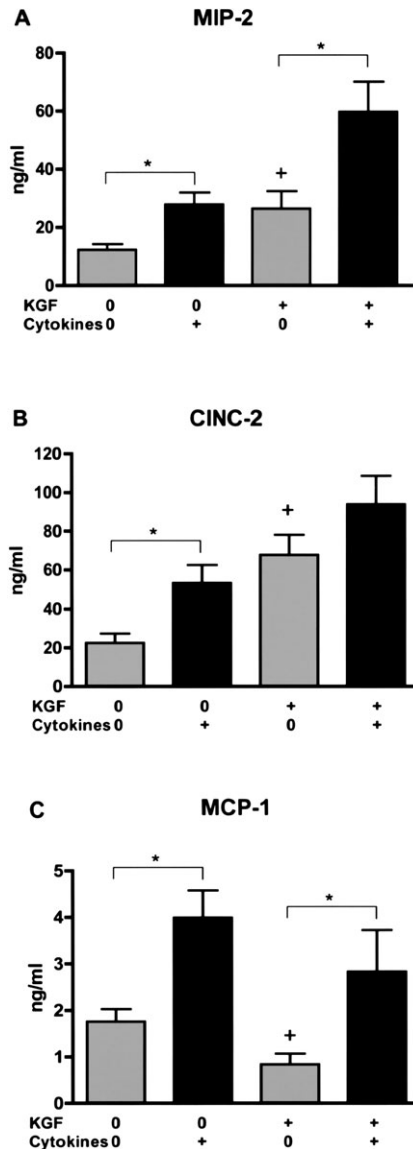 A
MIP-2
*
*
+
80
60
40
20
0
ng/ml
KGF 0 0 + +
Cytokines 0 + 0 +
B
CINC-2
*
+
120
100
80
60
40
20
0
ng/ml
KGF 0 0 + +
Cytokines 0 + 0 +
C
MCP-1
*
*
+
5
4
3
2
1
0
ng/ml
KGF 0 0 + +
Cytokines 0 + 0 +